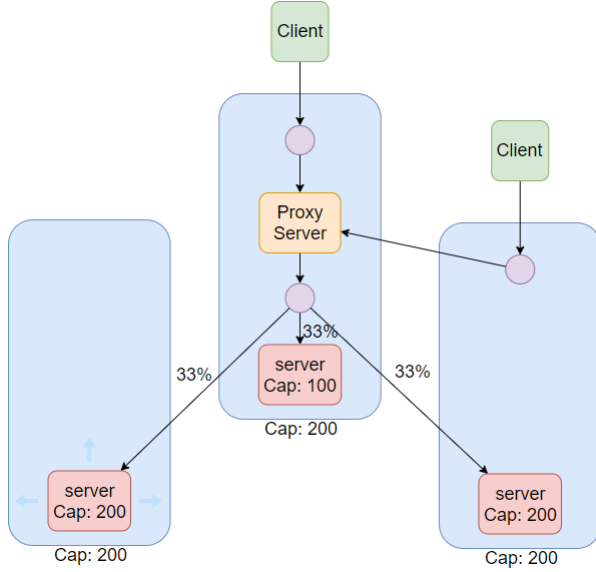 Client
Client
Proxy
Server
33%
33%
33%
server
Cap: 100
Cap: 200
server
Cap: 200
server
Cap: 200
Cap: 200
Cap: 200